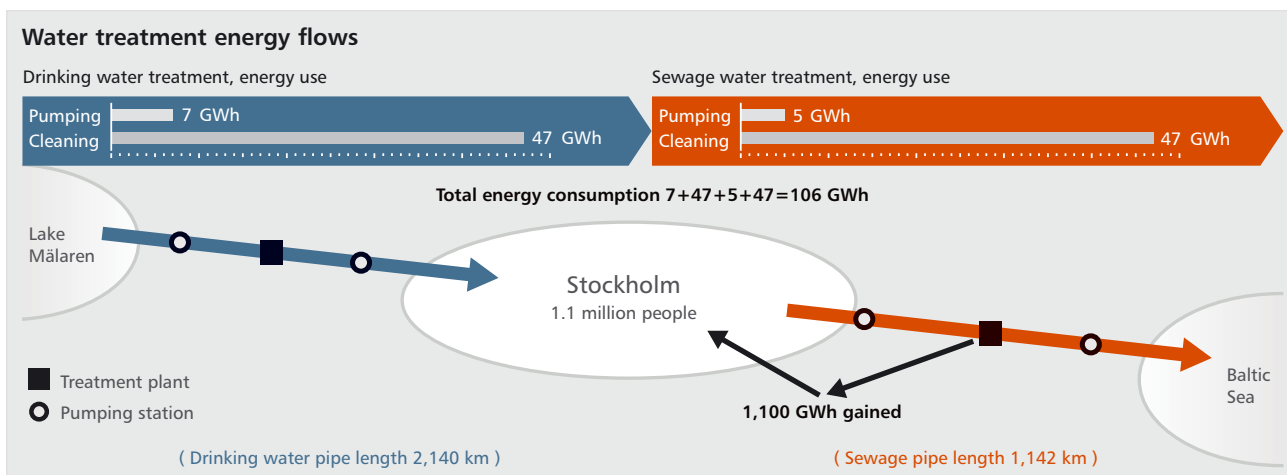 Water treatment energy flows
Drinking water treatment, energy use
Pumping 7 GWh
Cleaning 47 GWh
Sewage water treatment, energy use
Pumping 5 GWh
Cleaning 47 GWh
Total energy consumption 7+47+5+47=106 GWh
Lake
Mälaren
Stockholm
1.1 million people
Baltic
Sea
Treatment plant
Pumping station
1,100 GWh gained
( Drinking water pipe length 2,140 km )
( Sewage pipe length 1,142 km )